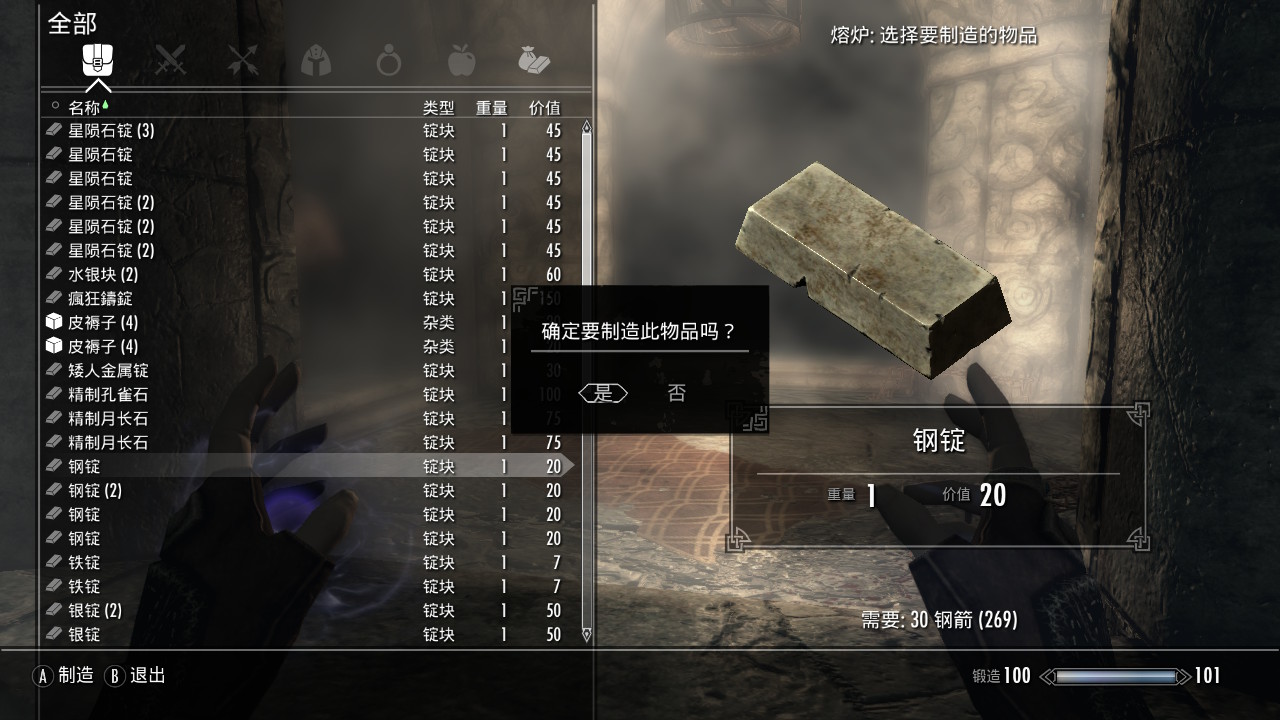 全部
熔炉: 选择要制造的物品
名称 类型 重量 价值
星陨石锭 (3) 锭块 1 45
星陨石锭 锭块 1 45
星陨石锭 锭块 1 45
星陨石锭 (2) 锭块 1 45
星陨石锭 (2) 锭块 1 45
星陨石锭 (2) 锭块 1 45
水银块 (2) 锭块 1 60
瘋狂鑄錠 锭块 1 150
皮褥子 (4) 杂类 1
皮褥子 (4) 杂类 1
矮人金属锭 锭块 1 30
精制孔雀石 锭块 1 100
精制月长石 锭块 1 75
精制月长石 锭块 1 75
钢锭 锭块 1 20
钢锭 (2) 锭块 1 20
钢锭 锭块 1 20
钢锭 锭块 1 20
铁锭 锭块 1 7
铁锭 锭块 1 7
银锭 (2) 锭块 1 50
银锭 锭块 1 50
确定要制造此物品吗？
是 否
钢锭
重量 1 价值 20
需要: 30 钢箭 (269)
A 制造 B 退出
锻造 100 101